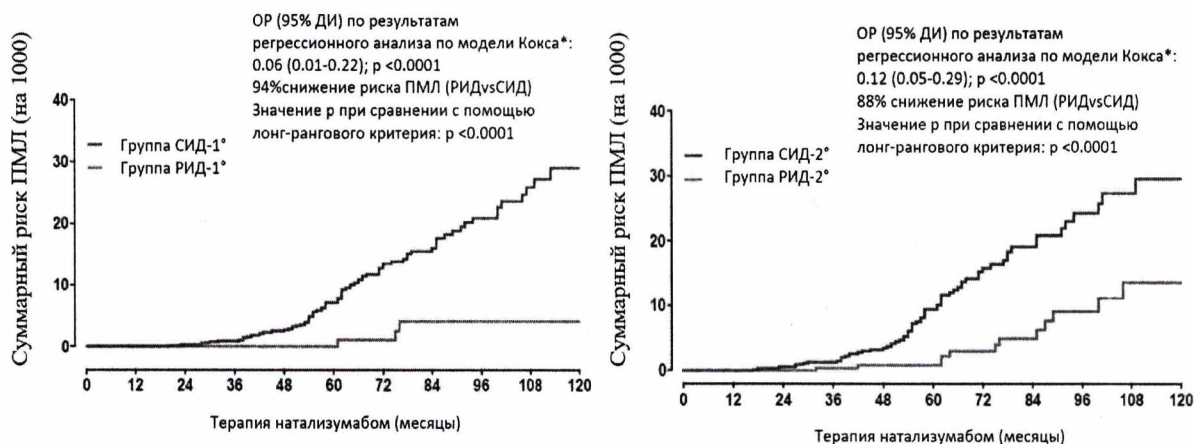 ОР (95% ДИ) по результатам
регрессионного анализа по модели Кокса*:
0.06 (0.01-0.22); p <0.0001
94%снижение риска ПМЛ (РИДvsСИД)
Значение p при сравнении с помощью
лонг-рангового критерия: p <0.0001
Группа СИД-1°
Группа РИД-1°
Суммарный риск ПМЛ (на 1000)
40
30
20
10
0
0 12 24 36 48 60 72 84 96 108 120
Терапия натализумабом (месяцы)
ОР (95% ДИ) по результатам
регрессионного анализа по модели Кокса*:
0.12 (0.05-0.29); p <0.0001
88% снижение риска ПМЛ (РИДvsСИД)
Значение p при сравнении с помощью
лонг-рангового критерия: p <0.0001
Группа СИД-2°
Группа РИД-2°
Суммарный риск ПМЛ (на 1000)
40
30
20
10
0
0 12 24 36 48 60 72 84 96 108 120
Терапия натализумабом (месяцы)